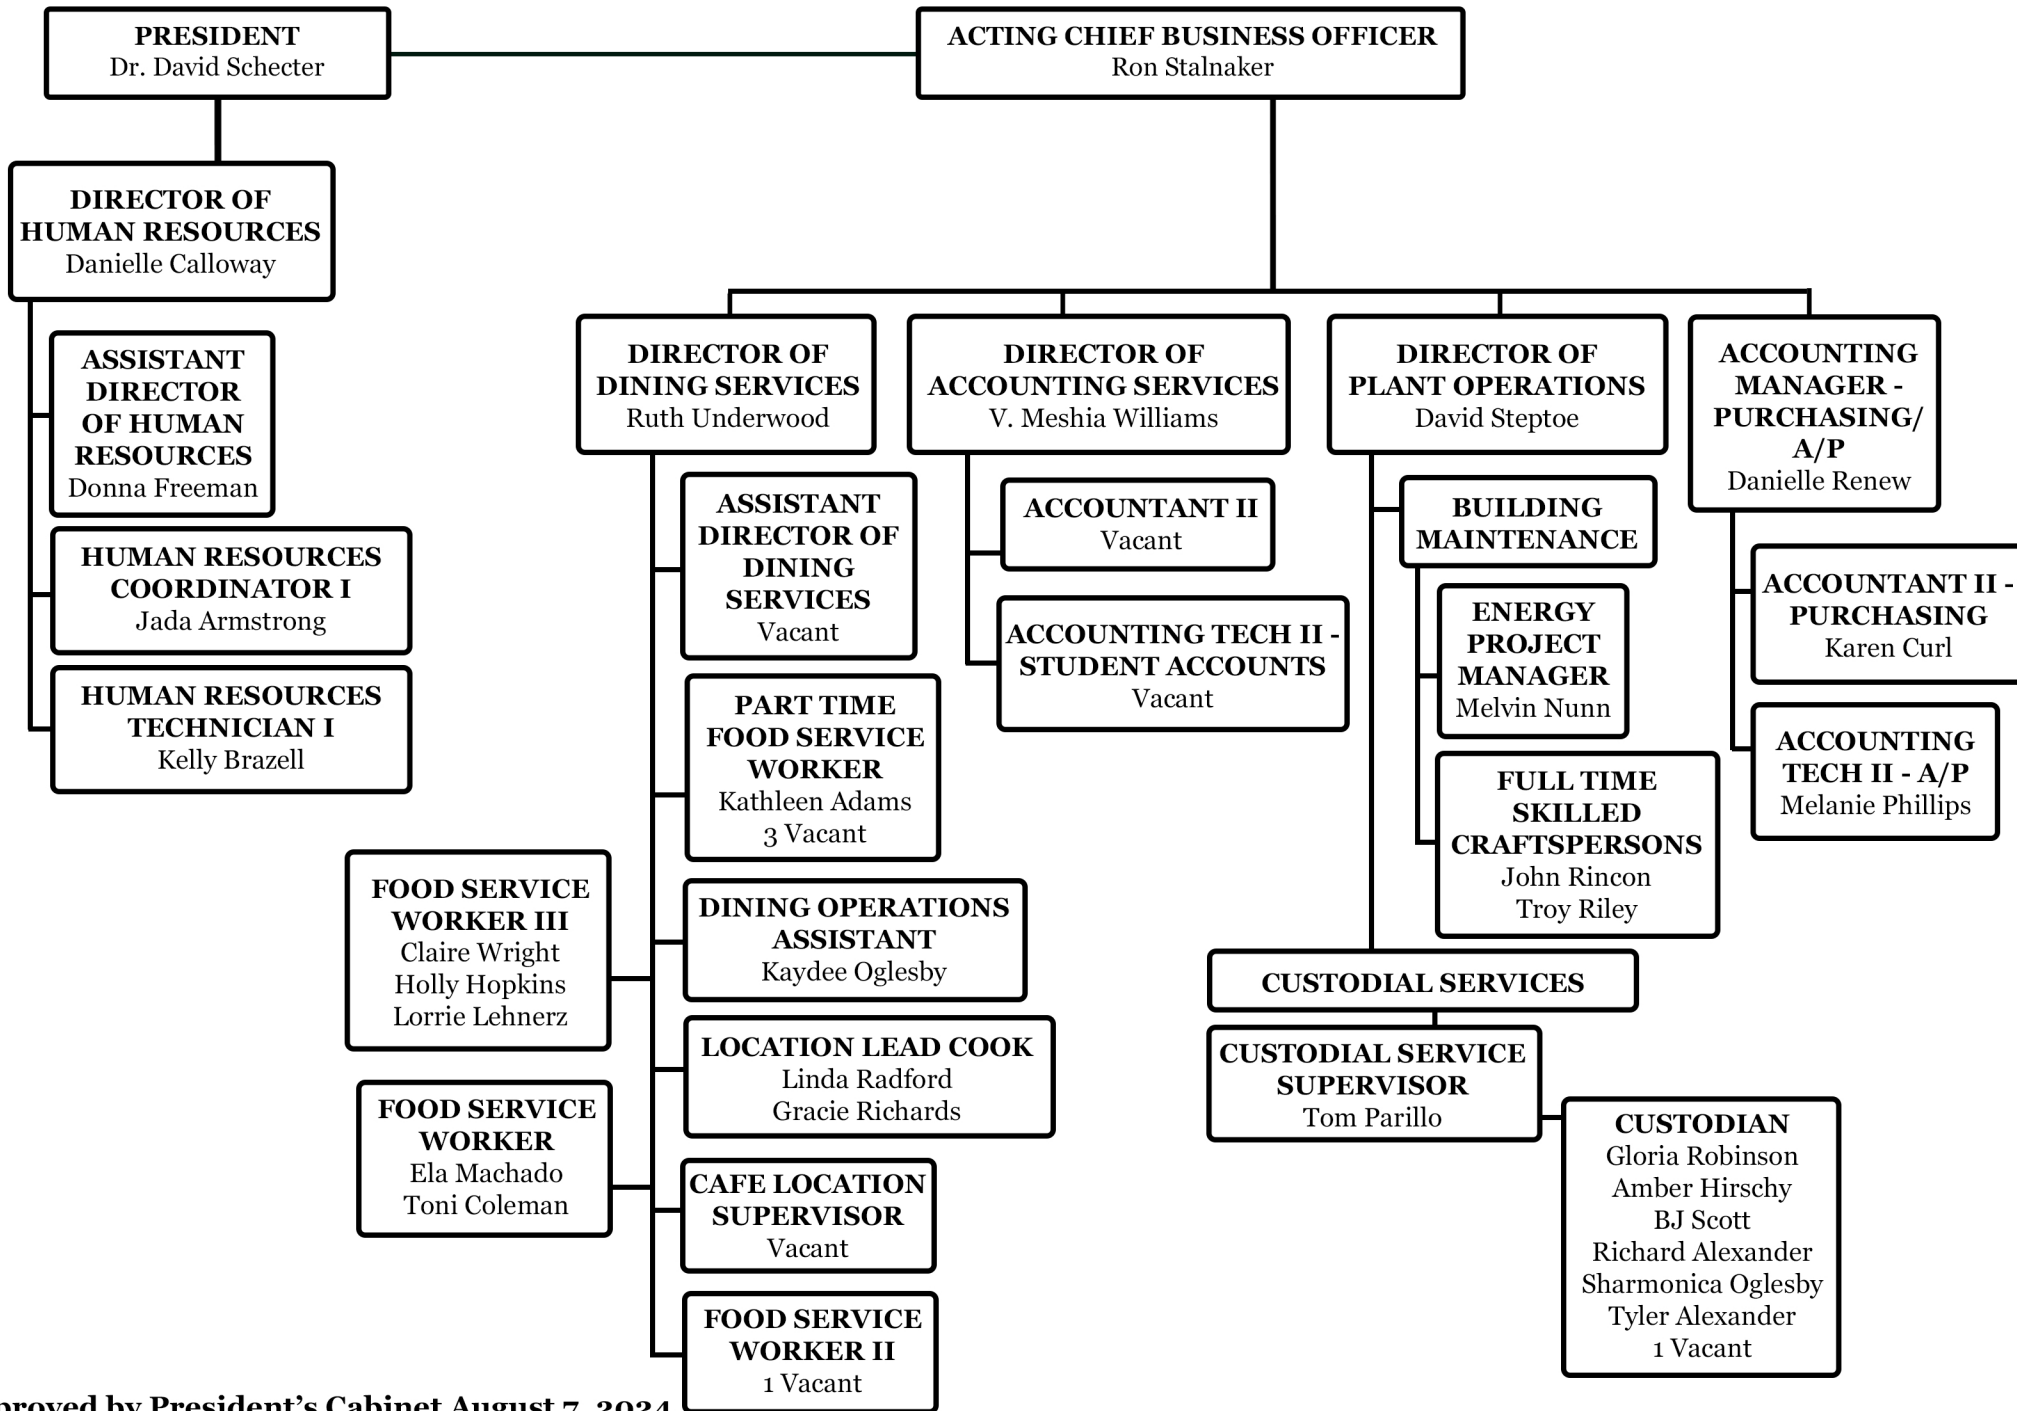 PRESIDENT
Dr. David Schecter
ACTING CHIEF BUSINESS OFFICER
Ron Stalnaker
DIRECTOR OF
HUMAN RESOURCES
Danielle Calloway
ASSISTANT
DIRECTOR
OF HUMAN
RESOURCES
Donna Freeman
HUMAN RESOURCES
COORDINATOR I
Jada Armstrong
HUMAN RESOURCES
TECHNICIAN I
Kelly Brazell
DIRECTOR OF
DINING SERVICES
Ruth Underwood
ASSISTANT
DIRECTOR OF
DINING
SERVICES
Vacant
PART TIME
FOOD SERVICE
WORKER
Kathleen Adams
3 Vacant
FOOD SERVICE
WORKER III
Claire Wright
Holly Hopkins
Lorrie Lehnerz
DINING OPERATIONS
ASSISTANT
Kaydee Oglesby
LOCATION LEAD COOK
Linda Radford
Gracie Richards
FOOD SERVICE
WORKER
Ela Machado
Toni Coleman
CAFE LOCATION
SUPERVISOR
Vacant
FOOD SERVICE
WORKER II
1 Vacant
DIRECTOR OF
ACCOUNTING SERVICES
V. Meshia Williams
ACCOUNTANT II
Vacant
ACCOUNTING TECH II -
STUDENT ACCOUNTS
Vacant
DIRECTOR OF
PLANT OPERATIONS
David Steptoe
BUILDING
MAINTENANCE
ENERGY
PROJECT
MANAGER
Melvin Nunn
FULL TIME
SKILLED
CRAFTSPERSONS
John Rincon
Troy Riley
CUSTODIAL SERVICES
CUSTODIAL SERVICE
SUPERVISOR
Tom Parillo
CUSTODIAN
Gloria Robinson
Amber Hirschy
BJ Scott
Richard Alexander
Sharmonica Oglesby
Tyler Alexander
1 Vacant
ACCOUNTING
MANAGER -
PURCHASING/
A/P
Danielle Renew
ACCOUNTANT II -
PURCHASING
Karen Curl
ACCOUNTING
TECH II - A/P
Melanie Phillips
proved by President's Cabinet August 7, 2024